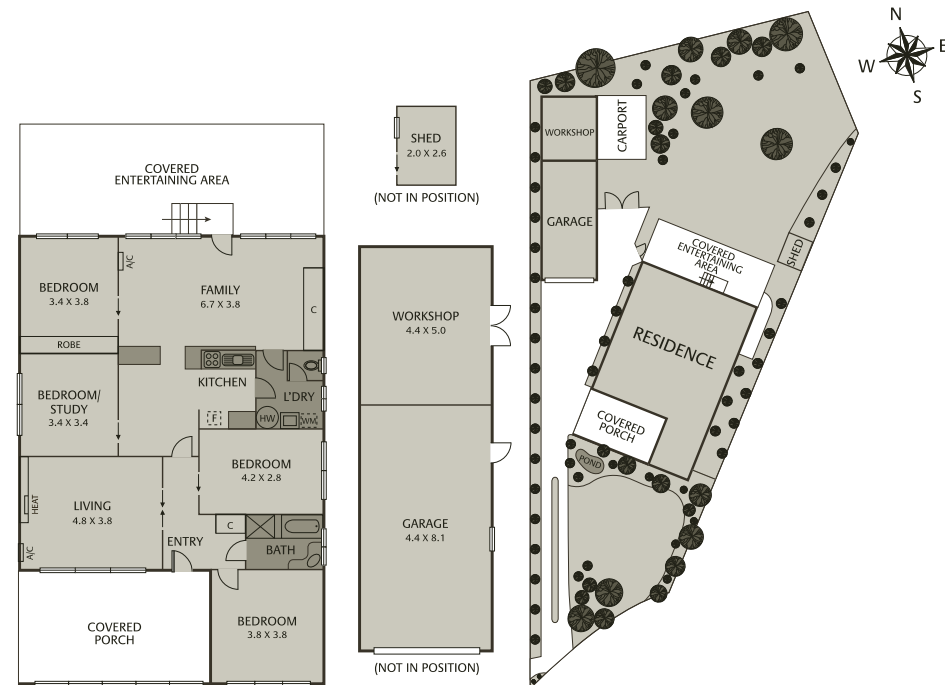 COVERED
ENTERTAINING AREA
BEDROOM
3.4 X 3.8
A/C
FAMILY
6.7 X 3.8
C
ROBE
BEDROOM/
STUDY
3.4 X 3.4
KITCHEN
L'DRY
F
HW
WM
BEDROOM
4.2 X 2.8
LIVING
4.8 X 3.8
HEAT
A/C
C
ENTRY
BATH
COVERED
PORCH
BEDROOM
3.8 X 3.8
SHED
2.0 X 2.6
(NOT IN POSITION)
WORKSHOP
4.4 X 5.0
GARAGE
4.4 X 8.1
(NOT IN POSITION)
WORKSHOP
CARPORT
GARAGE
COVERED
ENTERTAINING
AREA
SHED
RESIDENCE
COVERED
PORCH
POND
N
W
E
S